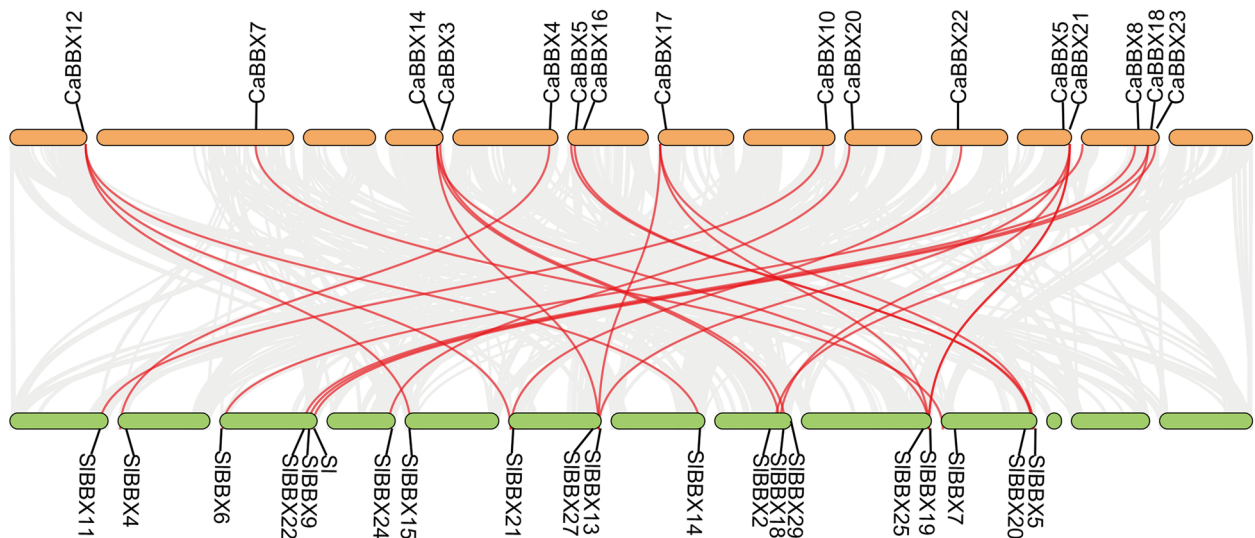 CaBBX12
CaBBX7
CaBBX14
CaBBX3
CaBBX4
CaBBX5
CaBBX16
CaBBX17
CaBBX10
CaBBX20
CaBBX22
CaBBX5
CaBBX21
CaBBX8
CaBBX18
CaBBX23
SlBBX11
SlBBX4
SlBBX6
SlBBX22
SlBBX9
Sl
SlBBX24
SlBBX15
SlBBX21
SlBBX27
SlBBX13
SlBBX14
SlBBX2
SlBBX18
SlBBX29
SlBBX25
SlBBX19
SlBBX7
SlBBX20
SlBBX5